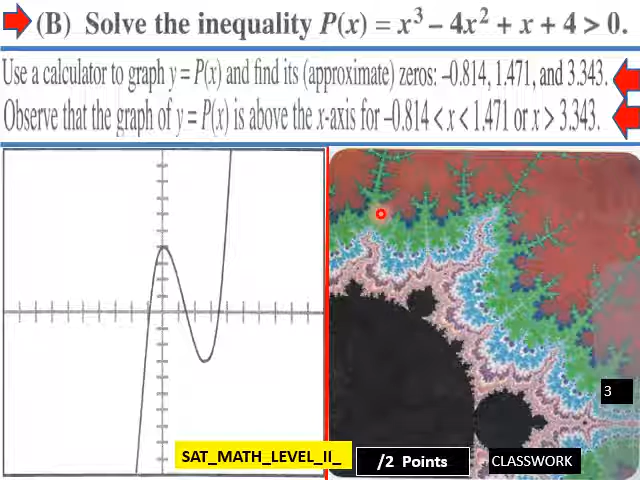 (B) Solve the inequality P(x) = x³ − 4x² + x + 4 > 0.
Use a calculator to graph y = P(x) and find its (approximate) zeros: –0.814, 1.471, and 3.343.
Observe that the graph of y = P(x) is above the x-axis for –0.814 < x < 1.471 or x > 3.343.
3
SAT_MATH_LEVEL_II_
/2 Points
CLASSWORK